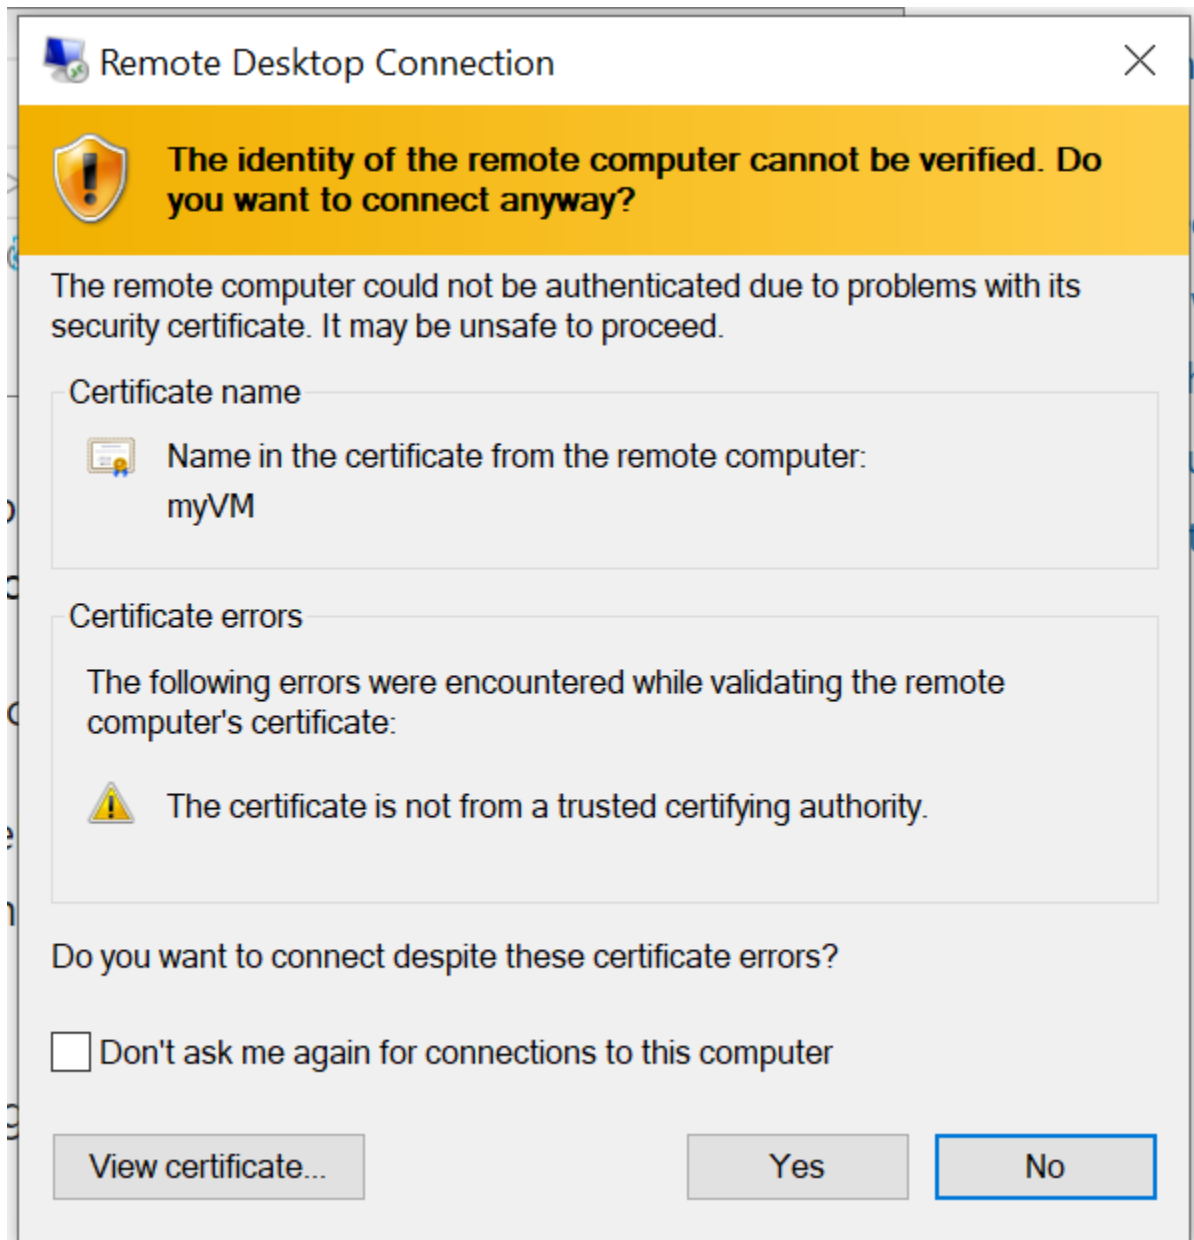 Remote Desktop Connection
The identity of the remote computer cannot be verified. Do
you want to connect anyway?
The remote computer could not be authenticated due to problems with its
security certificate. It may be unsafe to proceed.
Certificate name
Name in the certificate from the remote computer:
myVM
Certificate errors
The following errors were encountered while validating the remote
computer's certificate:
The certificate is not from a trusted certifying authority.
Do you want to connect despite these certificate errors?
Don't ask me again for connections to this computer
View certificate...
Yes
No